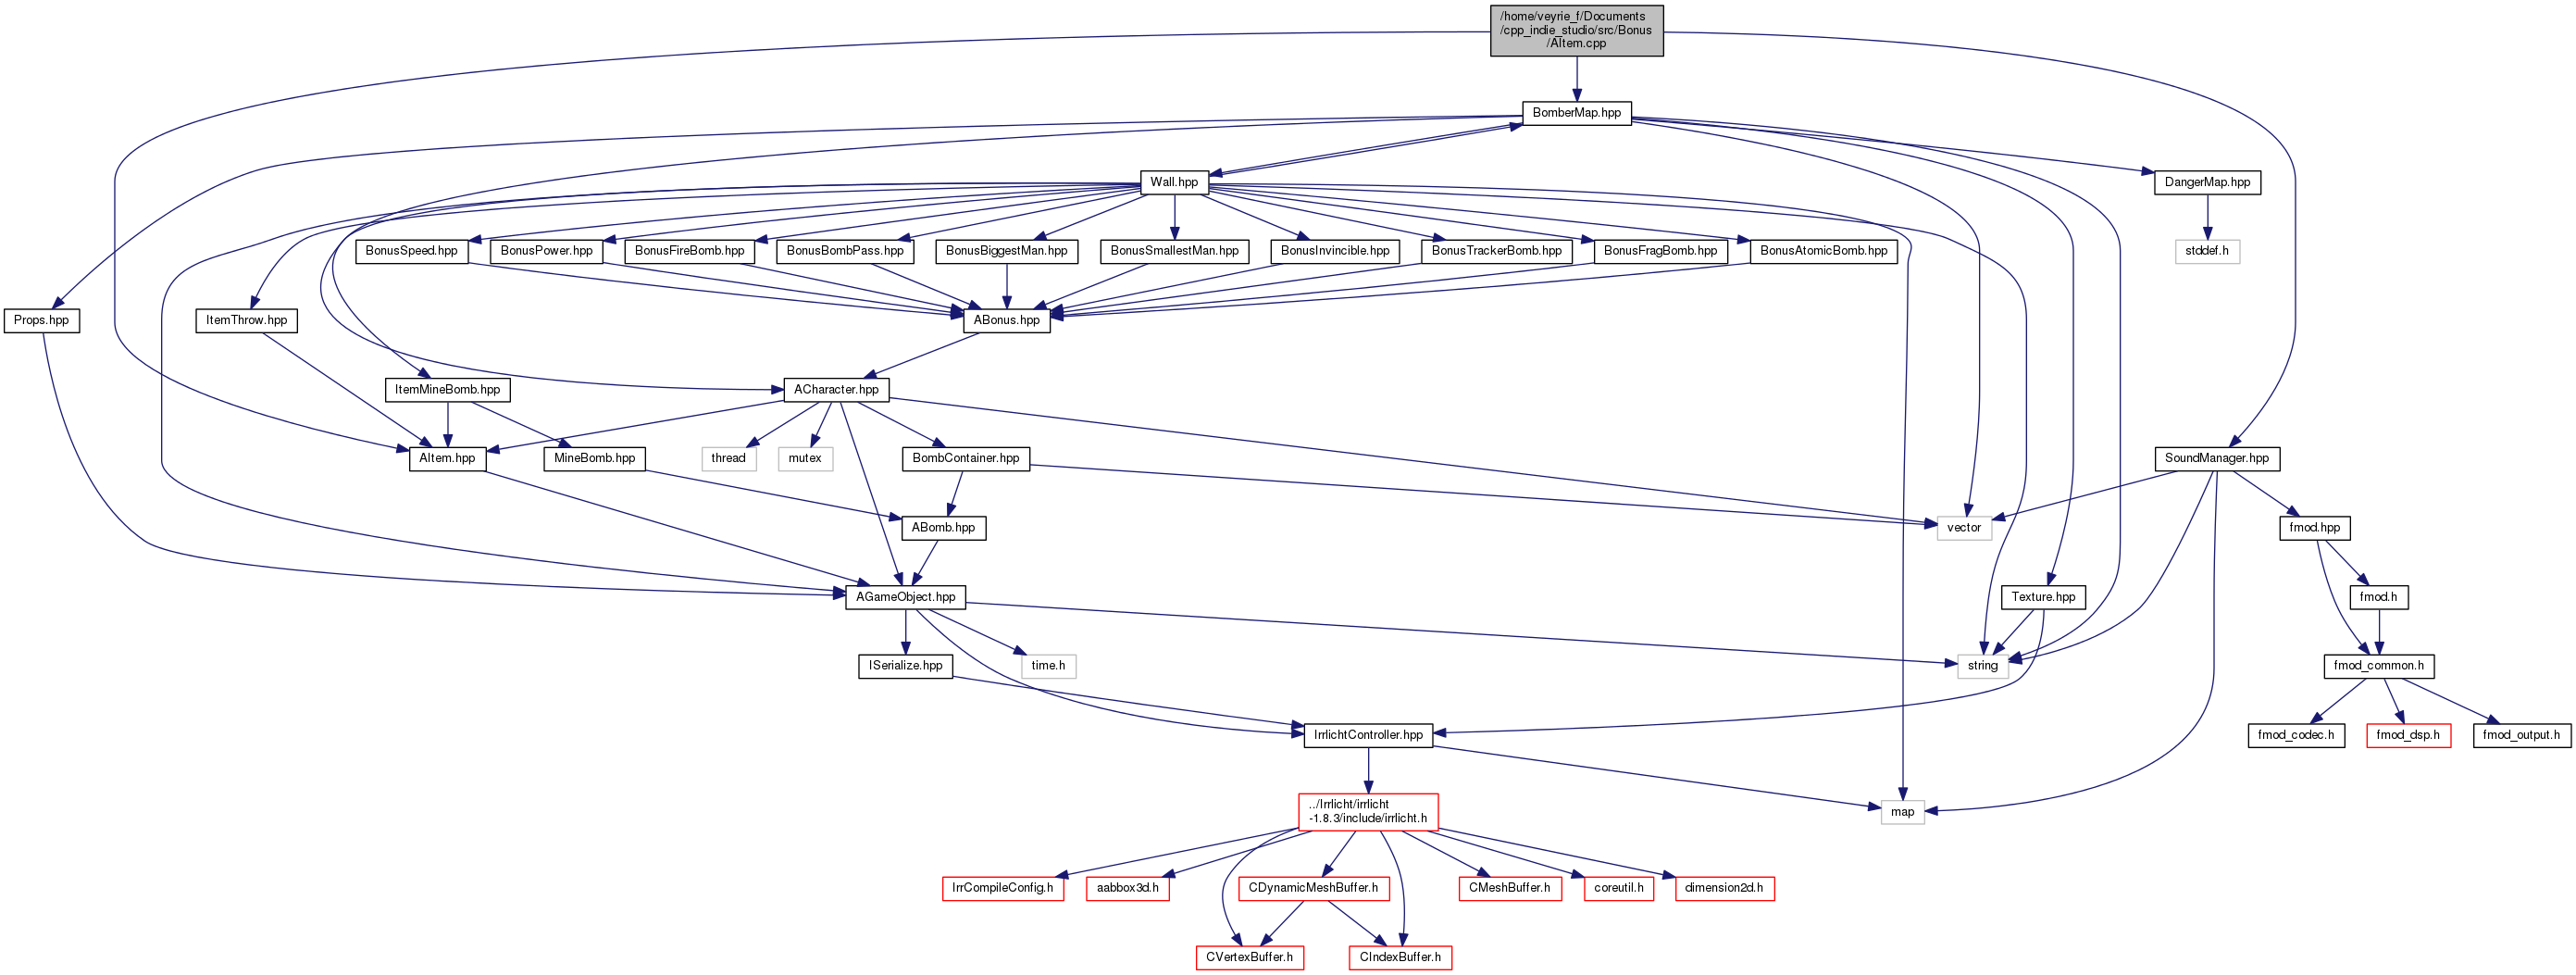 /home/veyrie_f/Documents
/cpp_indie_studio/src/Bonus
/AItem.cpp
BomberMap.hpp
Wall.hpp
DangerMap.hpp
BonusSpeed.hpp
BonusPower.hpp
BonusFireBomb.hpp
BonusBombPass.hpp
BonusBiggestMan.hpp
BonusSmallestMan.hpp
BonusInvincible.hpp
BonusTrackerBomb.hpp
BonusFragBomb.hpp
BonusAtomicBomb.hpp
stddef.h
Props.hpp
ItemThrow.hpp
ABonus.hpp
ItemMineBomb.hpp
ACharacter.hpp
AItem.hpp
MineBomb.hpp
thread
mutex
BombContainer.hpp
SoundManager.hpp
ABomb.hpp
vector
fmod.hpp
AGameObject.hpp
Texture.hpp
fmod.h
ISerialize.hpp
time.h
string
fmod_common.h
IrrlichtController.hpp
fmod_codec.h
fmod_dsp.h
fmod_output.h
../Irrlicht/irrlicht
-1.8.3/include/irrlicht.h
map
IrrCompileConfig.h
aabbox3d.h
CDynamicMeshBuffer.h
CMeshBuffer.h
coreutil.h
dimension2d.h
CVertexBuffer.h
CIndexBuffer.h